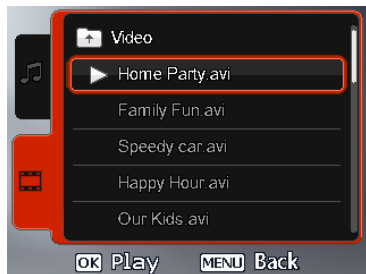 Video
Home Party.avi
Family Fun.avi
Speedy car.avi
Happy Hour.avi
Our Kids.avi
OK Play MENU Back